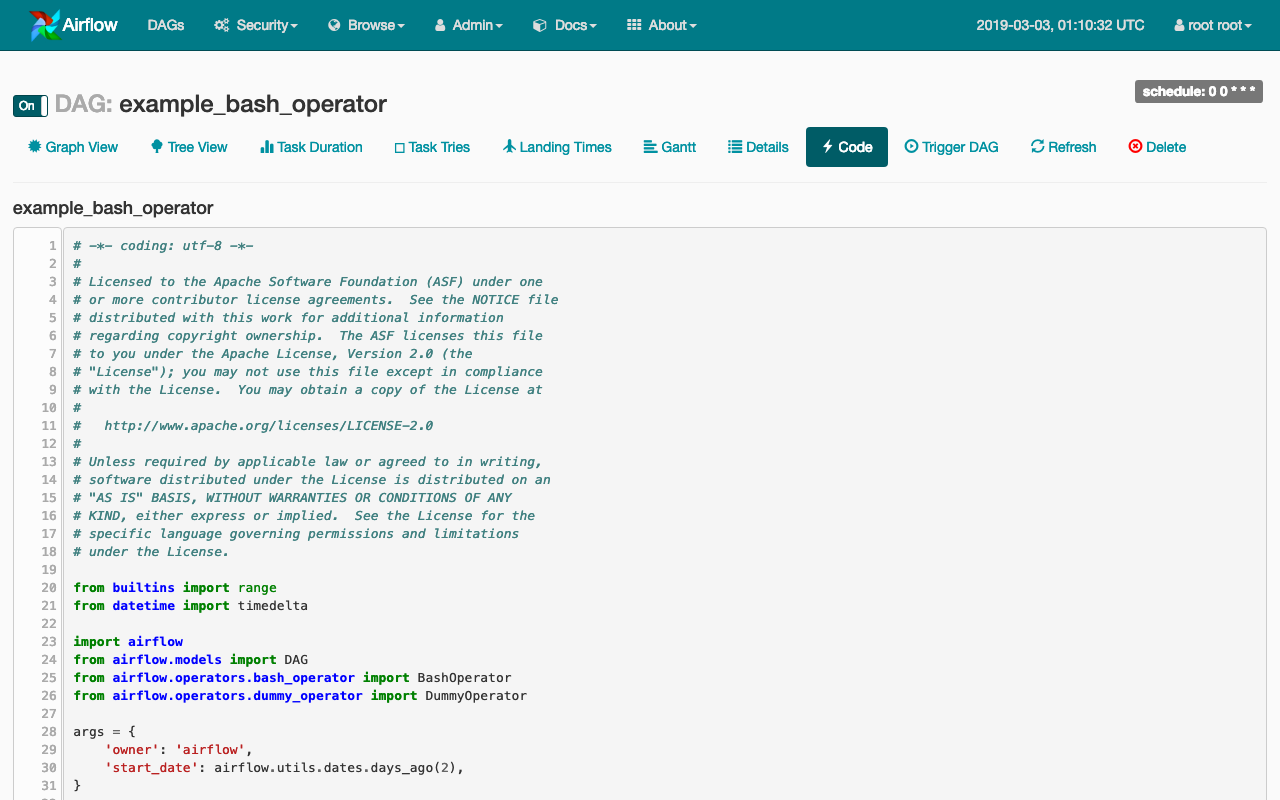 Airflow DAGs Security Browse Admin Docs About 2019-03-03, 01:10:32 UTC root root
On DAG: example_bash_operator schedule: 0 0 * * *
Graph View Tree View Task Duration Task Tries Landing Times Gantt Details Code Trigger DAG Refresh Delete
example_bash_operator
1 # -*- coding: utf-8 -*-
2 #
3 # Licensed to the Apache Software Foundation (ASF) under one
4 # or more contributor license agreements.  See the NOTICE file
5 # distributed with this work for additional information
6 # regarding copyright ownership.  The ASF licenses this file
7 # to you under the Apache License, Version 2.0 (the
8 # "License"); you may not use this file except in compliance
9 # with the License.  You may obtain a copy of the License at
10 #
11 #   http://www.apache.org/licenses/LICENSE-2.0
12 #
13 # Unless required by applicable law or agreed to in writing,
14 # software distributed under the License is distributed on an
15 # "AS IS" BASIS, WITHOUT WARRANTIES OR CONDITIONS OF ANY
16 # KIND, either express or implied.  See the License for the
17 # specific language governing permissions and limitations
18 # under the License.
19
20 from builtins import range
21 from datetime import timedelta
22
23 import airflow
24 from airflow.models import DAG
25 from airflow.operators.bash_operator import BashOperator
26 from airflow.operators.dummy_operator import DummyOperator
27
28 args = {
29     'owner': 'airflow',
30     'start_date': airflow.utils.dates.days_ago(2),
31 }